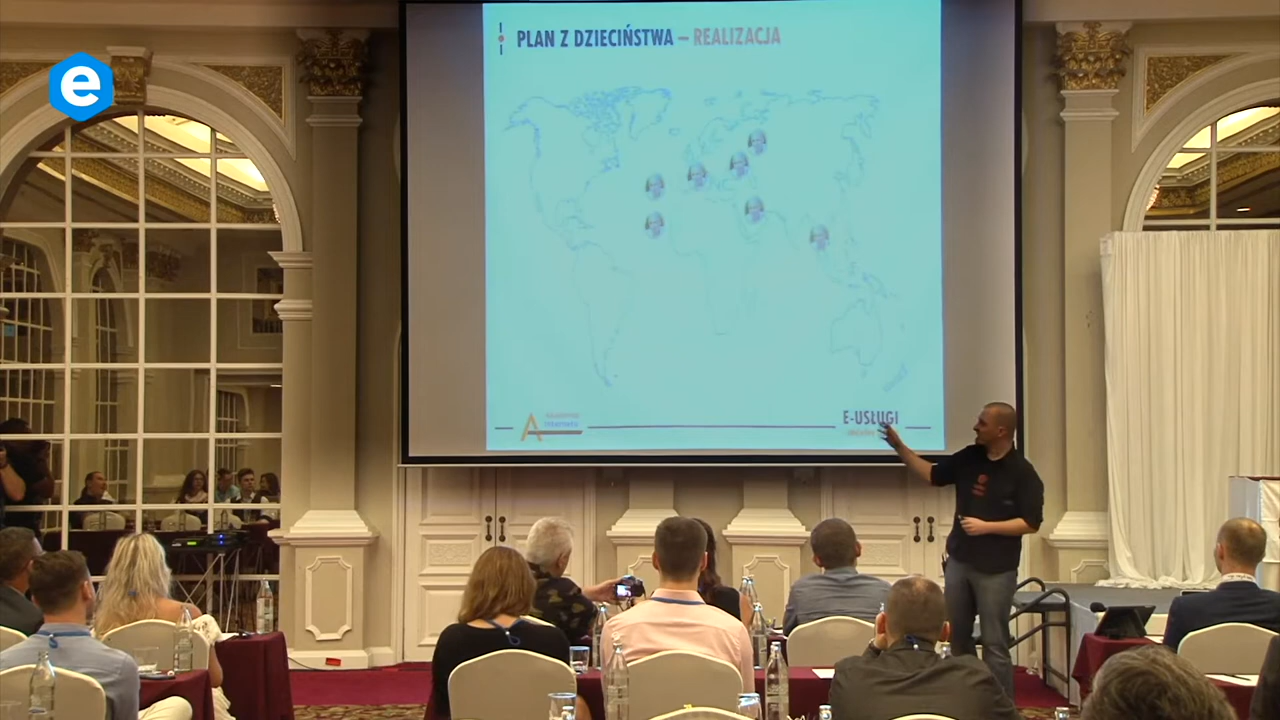 e
PLAN Z DZIECIŃSTWA – REALIZACJA
A
E-USŁUGI